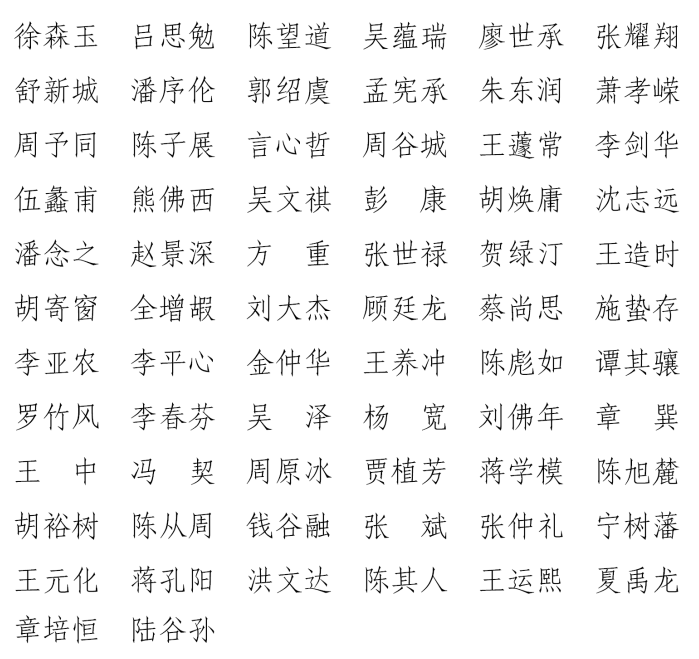 徐森玉 吕思勉 陈望道 吴蕴瑞 廖世承 张耀翔
舒新城 潘序伦 郭绍虞 孟宪承 朱东润 萧孝嵘
周予同 陈子展 言心哲 周谷城 王蘧常 李剑华
伍蠡甫 熊佛西 吴文祺 彭　康 胡焕庸 沈志远
潘念之 赵景深 方　重 张世禄 贺绿汀 王造时
胡寄窗 全增嘏 刘大杰 顾廷龙 蔡尚思 施蛰存
李亚农 李平心 金仲华 王养冲 陈彪如 谭其骧
罗竹风 李春芬 吴　泽 杨　宽 刘佛年 章　巽
王　中 冯　契 周原冰 贾植芳 蒋学模 陈旭麓
胡裕树 陈从周 钱谷融 张　斌 张仲礼 宁树藩
王元化 蒋孔阳 洪文达 陈其人 王运熙 夏禹龙
章培恒 陆谷孙